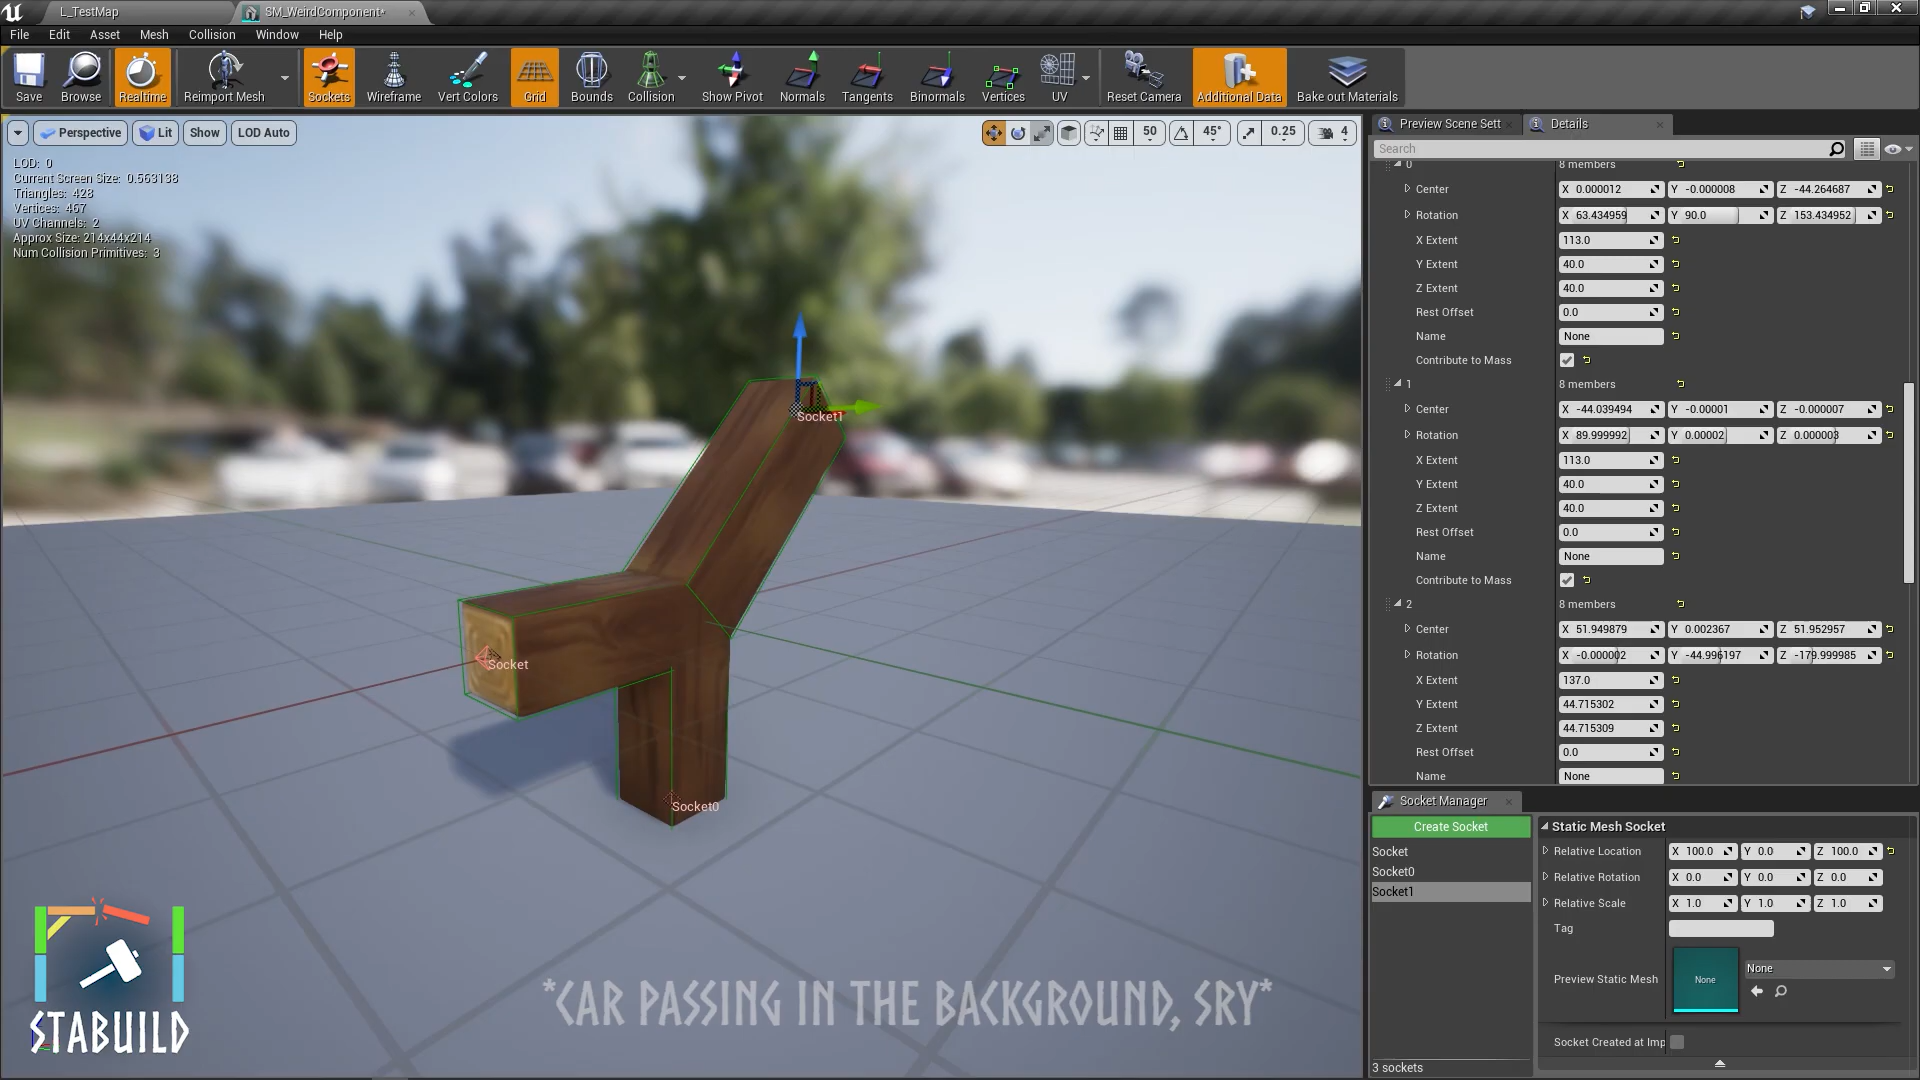 L_TestMap
SM_WeirdComponent*
File Edit Asset Mesh Collision Window Help
Save Browse Realtime Reimport Mesh Sockets Wireframe Vert Colors Grid Bounds Collision Show Pivot Normals Tangents Binormals Vertices UV Reset Camera Additional Data Bake out Materials
Perspective Lit Show LOD Auto
50 45° 0.25 4
LOD: 0
Current Screen Size: 0.563138
Triangles: 428
Vertices: 467
UV Channels: 2
Approx Size: 214x44x214
Num Collision Primitives: 3
Socket1
Socket
Socket0
STABUILD
*CAR PASSING IN THE BACKGROUND, SRY*
Preview Scene Sett
Details
Search
0 8 members
Center X 0.000012 Y -0.000008 Z -44.264687
Rotation X 63.434959 Y 90.0 Z 153.434952
X Extent 113.0
Y Extent 40.0
Z Extent 40.0
Rest Offset 0.0
Name None
Contribute to Mass
1 8 members
Center X -44.039494 Y -0.00001 Z -0.000007
Rotation X 89.999992 Y 0.00002 Z 0.000003
X Extent 113.0
Y Extent 40.0
Z Extent 40.0
Rest Offset 0.0
Name None
Contribute to Mass
2 8 members
Center X 51.949879 Y 0.002367 Z 51.952957
Rotation X -0.000002 Y -44.996197 Z -179.999985
X Extent 137.0
Y Extent 44.715302
Z Extent 44.715309
Rest Offset 0.0
Name None
Socket Manager
Create Socket
Socket
Socket0
Socket1
3 sockets
Static Mesh Socket
Relative Location X 100.0 Y 0.0 Z 100.0
Relative Rotation X 0.0 Y 0.0 Z 0.0
Relative Scale X 1.0 Y 1.0 Z 1.0
Tag
Preview Static Mesh None None
Socket Created at Imp